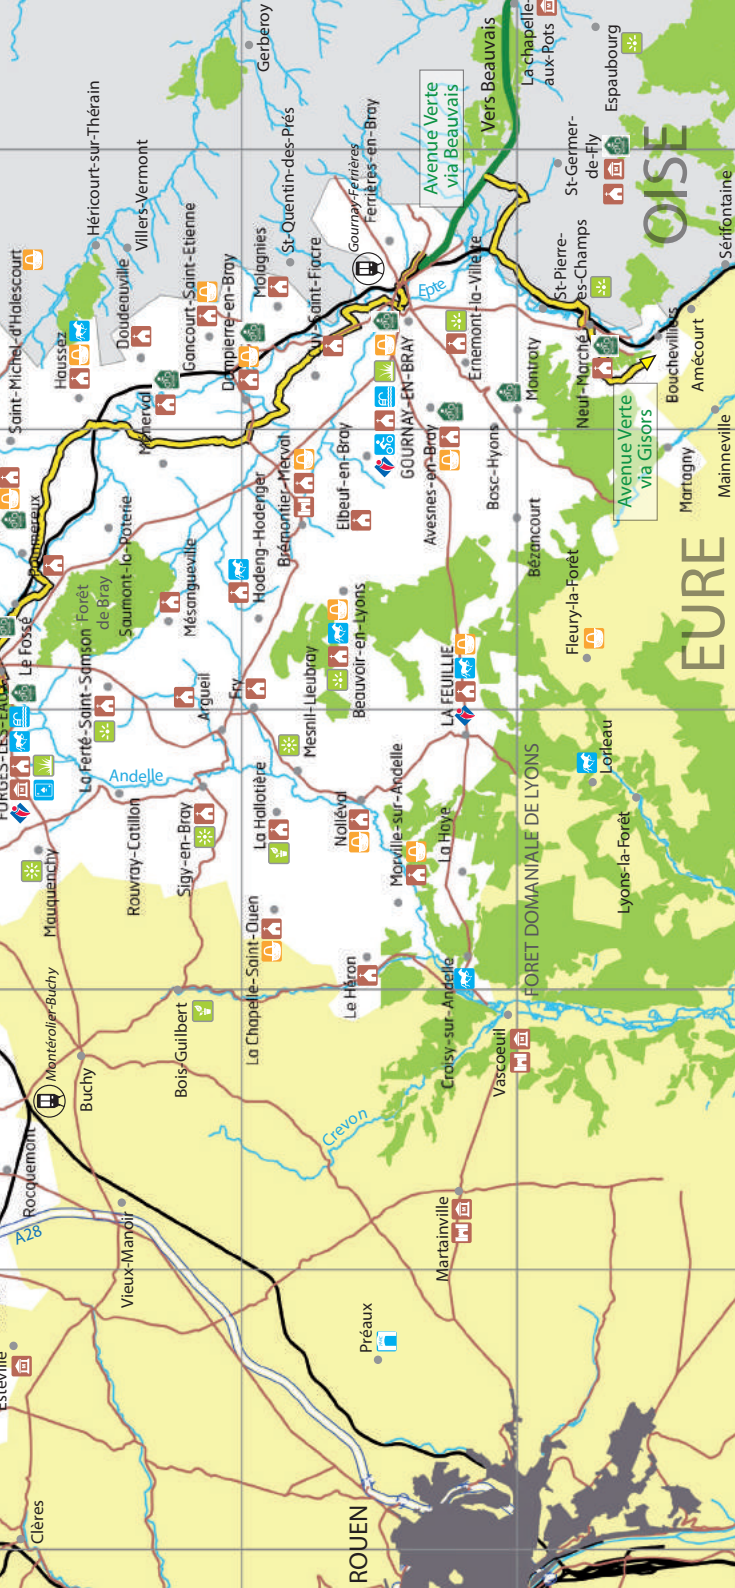 Clères
Estéville
Rocquemont
A28
Vieux-Manoir
ROUEN
Préaux
Martainville
Crevon
Montérolier-Buchy
Buchy
Bois-Guilbert
Vascoeuil
Croisy-sur-Andelle
Le Héron
La Chapelle-Saint-Ouen
Mauquenchy
Rouvray-Catillon
Sigy-en-Bray
La Hallotière
Nolléval
Morville-sur-Andelle
La Haye
FORET DOMANIALE DE LYONS
Lyons-la-Forêt
Lorleau
Andelle
FORGES-LES-EAUX
La Ferté-Saint-Samson
Le Fossé
Forêt
de Bray
Argueil
Fry
Mesnil-Lieubray
LA FEUILLIE
Beauvoir-en-Lyons
Fleury-la-Forêt
EURE
Pommereux
Saumont-la-Poterie
Mésangueville
Hodeng-Hodenger
Brémontier-Merval
Elbeuf-en-Bray
Avesnes-en-Bray
Bosc-Hyons
Bézancourt
Montroty
Martagny
Mainneville
Avenue Verte
via Gisors
Saint-Michel-d'Halescourt
Haussez
Doudeauville
Ménerval
Gancourt-Saint-Etienne
Dampierre-en-Bray
Molagnies
GOURNAY-EN-BRAY
Ernemont-la-Villette
Neuf-Marché
Bouchevilliers
Amécourt
Sérifontaine
Héricourt-sur-Thérain
Villers-Vermont
St-Quentin-des-Prés
Gournay-Ferrières
Ferrières-en-Bray
Epte
St-Pierre-
es-Champs
St-Germer-
de-Fly
OISE
Gerberoy
Avenue Verte
via Beauvais
Vers Beauvais
La chapelle-
aux-Pots
Espaubourg